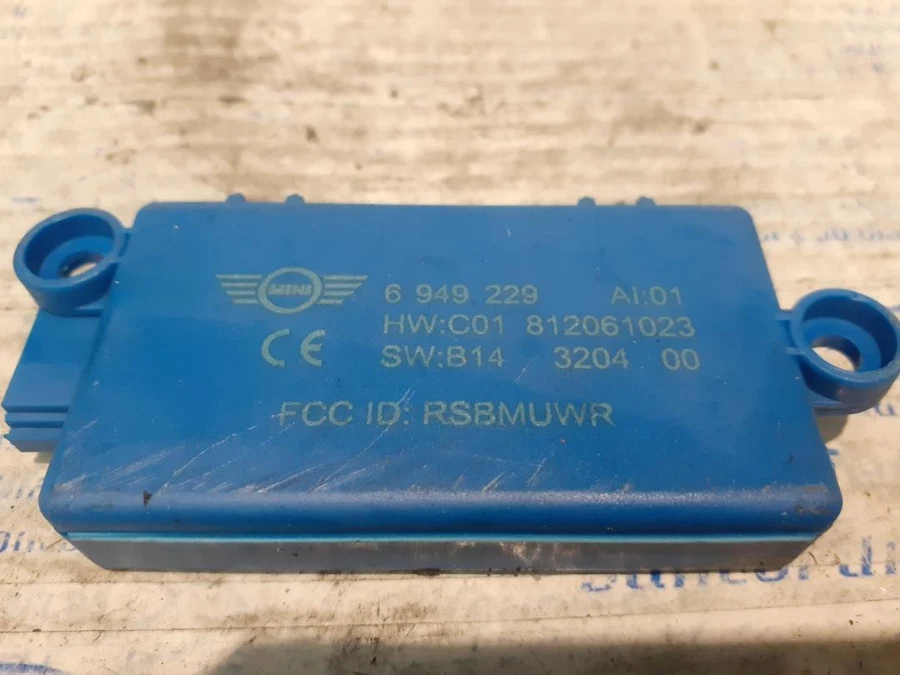 MINI 6 949 229 AI:01
HW:C01 812061023
CE SW:B14 3204 00
FCC ID: RSBMUWR